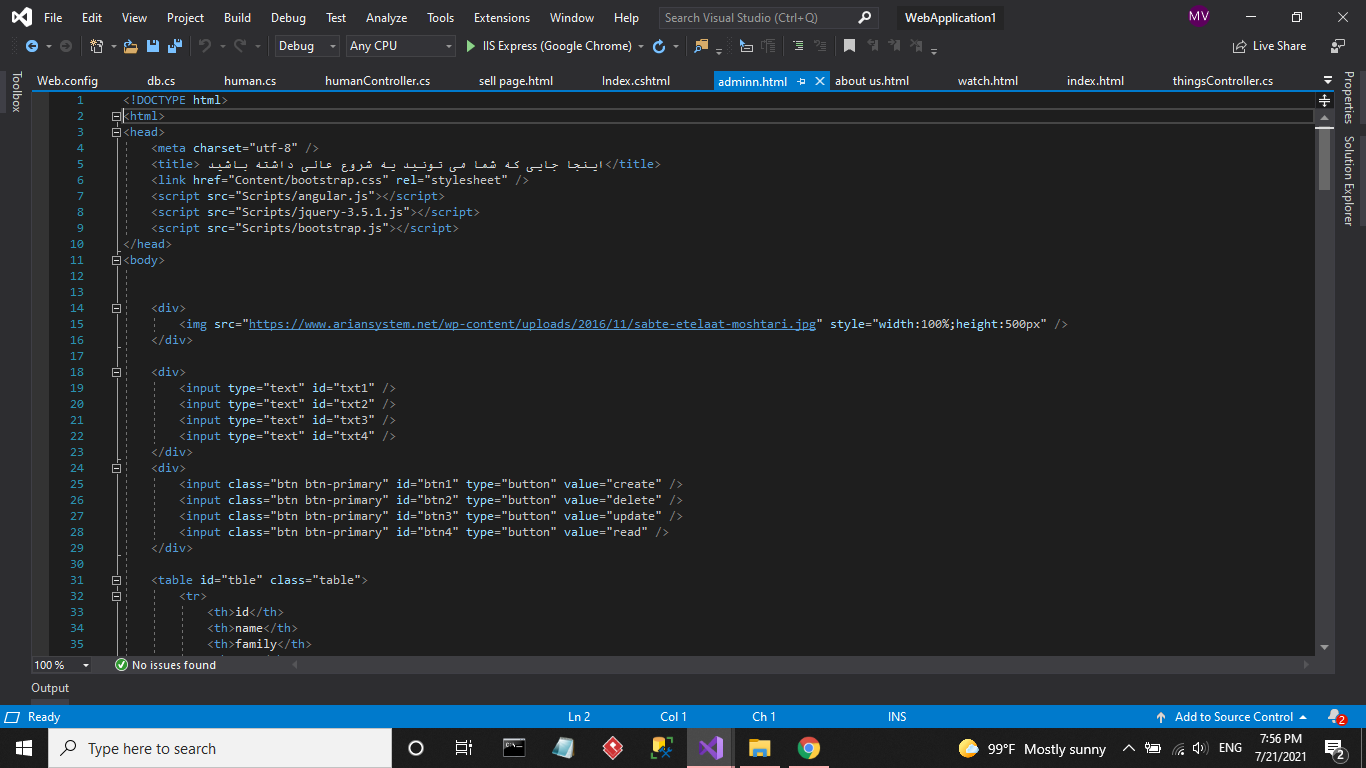 File Edit View Project Build Debug Test Analyze Tools Extensions Window Help Search Visual Studio (Ctrl+Q) WebApplication1 MV
Debug Any CPU IIS Express (Google Chrome) Live Share
Web.config db.cs human.cs humanController.cs sell page.html Index.cshtml adminn.html about us.html watch.html index.html thingsController.cs
Toolbox
Properties
Solution Explorer
1 <!DOCTYPE html>
2 <html>
3 <head>
4 <meta charset="utf-8" />
5 <title> اینجا جایی که شما می تونید یه شروع عالی داشته باشید</title>
6 <link href="Content/bootstrap.css" rel="stylesheet" />
7 <script src="Scripts/angular.js"></script>
8 <script src="Scripts/jquery-3.5.1.js"></script>
9 <script src="Scripts/bootstrap.js"></script>
10 </head>
11 <body>
12
13
14 <div>
15 <img src="https://www.ariansystem.net/wp-content/uploads/2016/11/sabte-etelaat-moshtari.jpg" style="width:100%;height:500px" />
16 </div>
17
18 <div>
19 <input type="text" id="txt1" />
20 <input type="text" id="txt2" />
21 <input type="text" id="txt3" />
22 <input type="text" id="txt4" />
23 </div>
24 <div>
25 <input class="btn btn-primary" id="btn1" type="button" value="create" />
26 <input class="btn btn-primary" id="btn2" type="button" value="delete" />
27 <input class="btn btn-primary" id="btn3" type="button" value="update" />
28 <input class="btn btn-primary" id="btn4" type="button" value="read" />
29 </div>
30
31 <table id="tble" class="table">
32 <tr>
33 <th>id</th>
34 <th>name</th>
35 <th>family</th>
100 % No issues found
Output
Ready Ln 2 Col 1 Ch 1 INS Add to Source Control 2
Type here to search 99°F Mostly sunny ENG 7:56 PM 2
7/21/2021